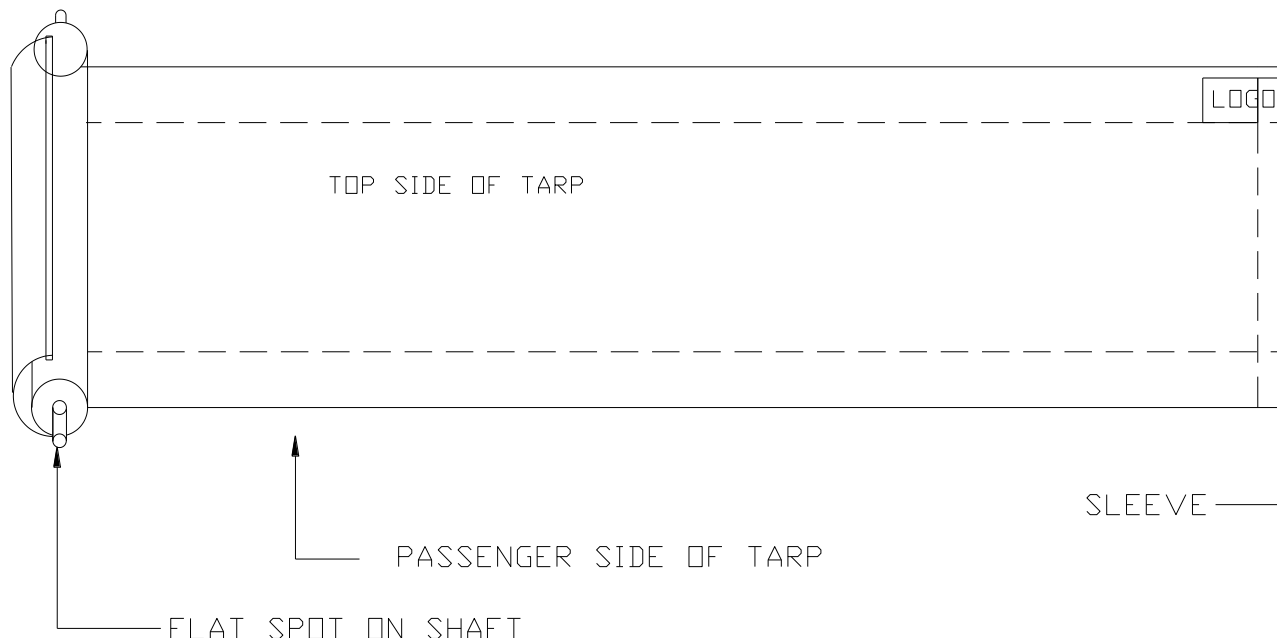 LOGO
TOP SIDE OF TARP
SLEEVE
PASSENGER SIDE OF TARP
FLAT SPOT ON SHAFT